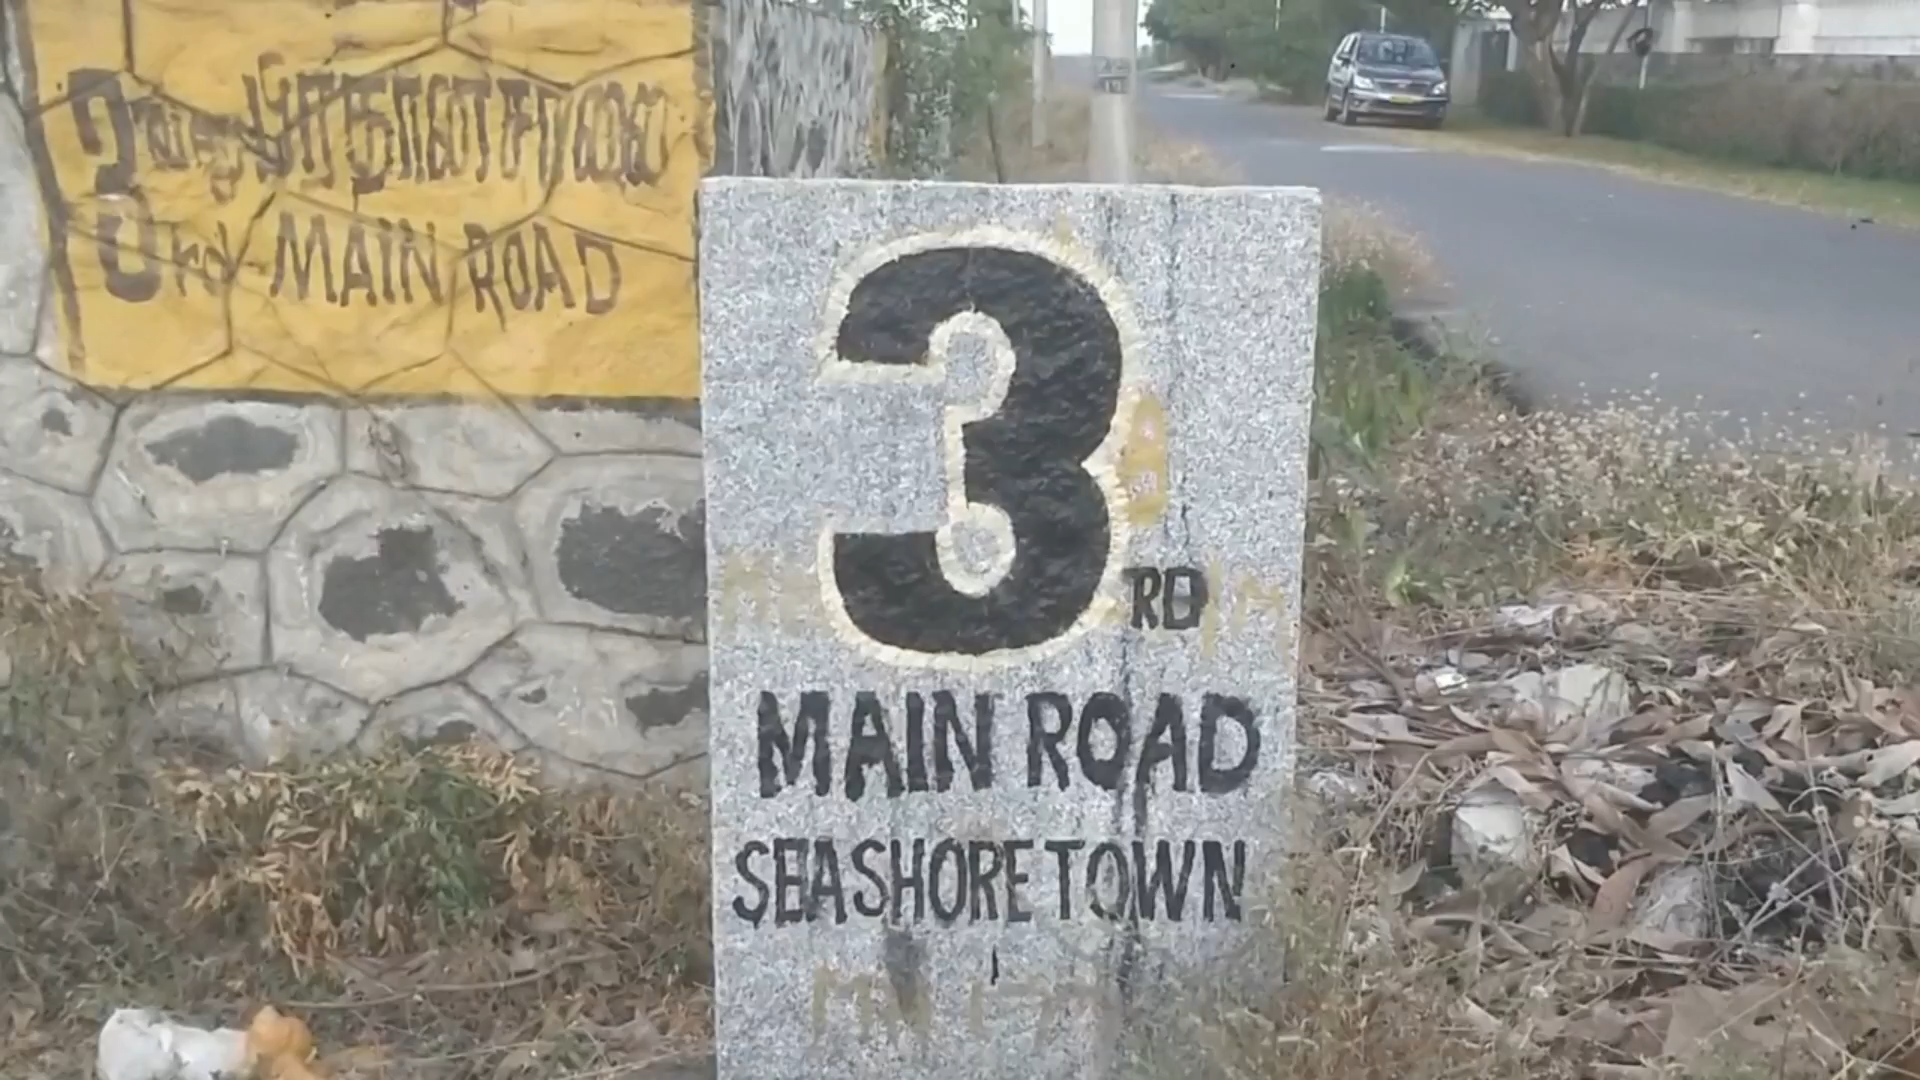 3rd MAIN ROAD
3
RD
MAIN ROAD
SEASHORE TOWN